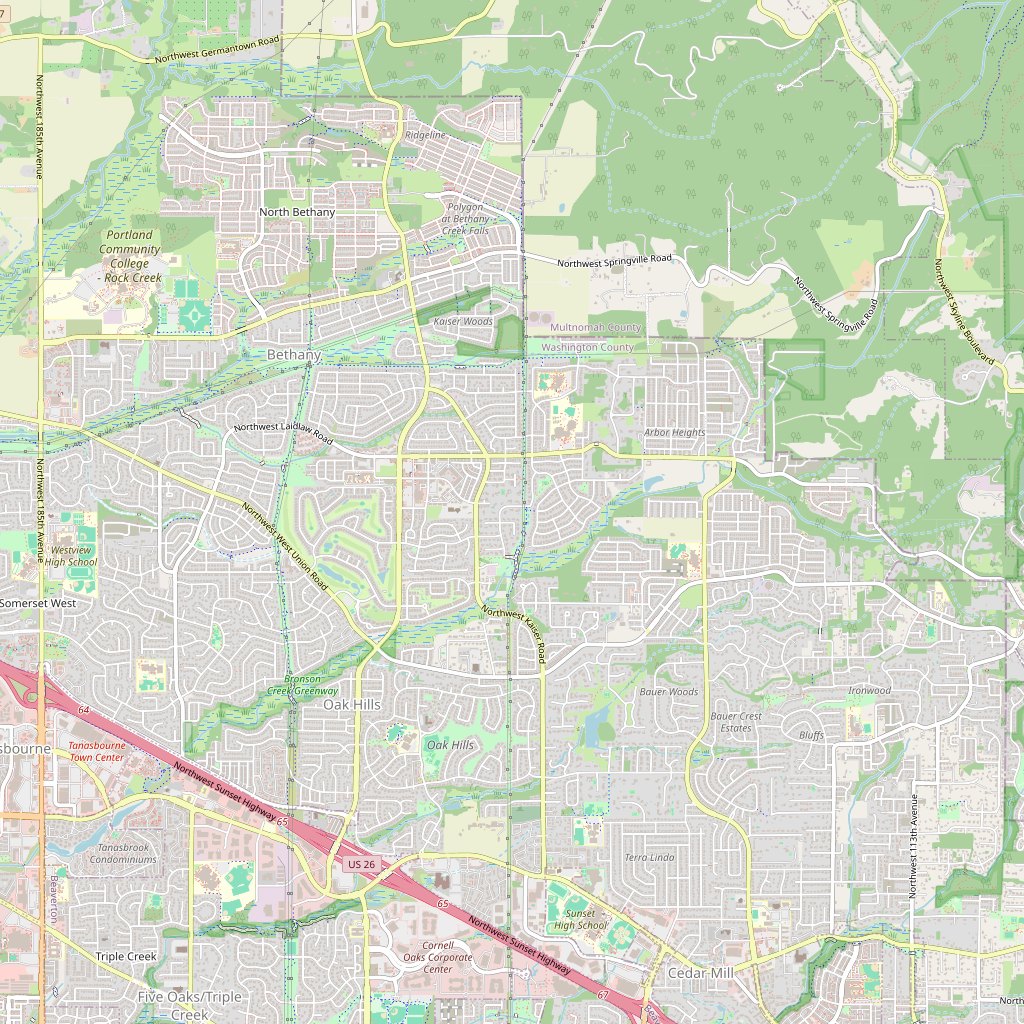 7
Northwest Germantown Road
Northwest 185th Avenue
Ridgeline
North Bethany
Polygon
at Bethany
Creek Falls
Portland
Community
College
- Rock Creek
Northwest Springville Road
Northwest Springville Road
Northwest Skyline Boulevard
Kaiser Woods
Multnomah County
Washington County
Bethany
Northwest Laidlaw Road
Arbor Heights
Northwest 185th Avenue
Northwest West Union Road
Westview
High School
Somerset West
Northwest Kaiser Road
Bronson
Creek Greenway
Oak Hills
Bauer Woods
Ironwood
Bauer Crest
Estates
Bluffs
64
Tanasbourne
Town Center
sbourne
Oak Hills
Northwest Sunset Highway
65
Northwest 113th Avenue
Tanasbrook
Condominiums
US 26
Terra Linda
Beaverton
65
Sunset
High School
Northwest Sunset Highway
Cornell
Oaks Corporate
Center
Triple Creek
Cedar Mill
Five Oaks/Triple
Creek
67